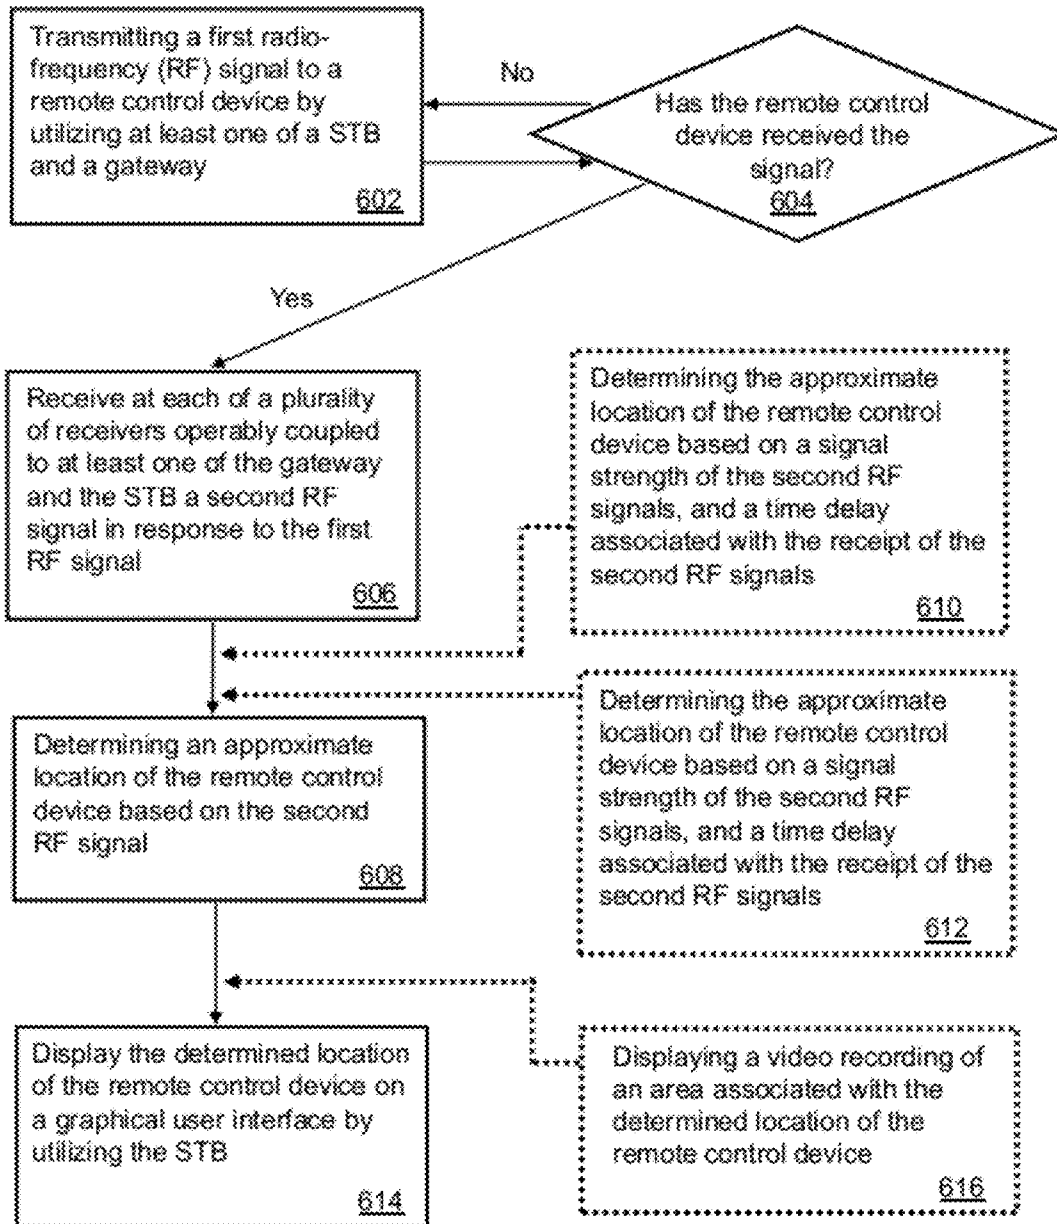 Transmitting a first radio-
frequency (RF) signal to a
remote control device by
utilizing at least one of a STB
and a gateway
602
No
Has the remote control
device received the
signal?
604
Yes
Receive at each of a plurality
of receivers operably coupled
to at least one of the gateway
and the STB a second RF
signal in response to the first
RF signal
606
Determining the approximate
location of the remote control
device based on a signal
strength of the second RF
signals, and a time delay
associated with the receipt of the
second RF signals
610
Determining an approximate
location of the remote control
device based on the second
RF signal
608
Determining the approximate
location of the remote control
device based on a signal
strength of the second RF
signals, and a time delay
associated with the receipt of the
second RF signals
612
Display the determined location
of the remote control device on
a graphical user interface by
utilizing the STB
614
Displaying a video recording of
an area associated with the
determined location of the
remote control device
616